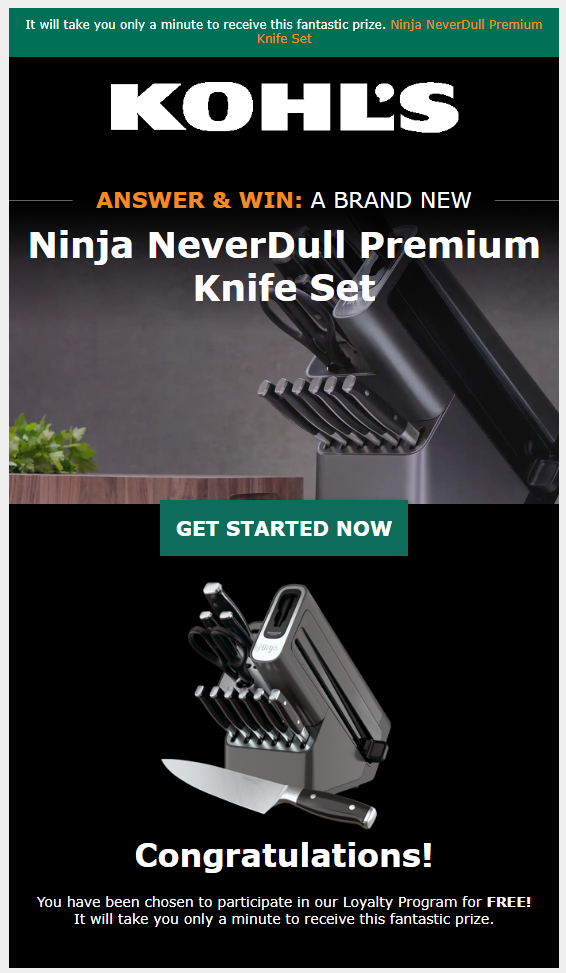 It will take you only a minute to receive this fantastic prize. Ninja NeverDull Premium
Knife Set
KOHL'S
ANSWER & WIN: A BRAND NEW
Ninja NeverDull Premium
Knife Set
GET STARTED NOW
Congratulations!
You have been chosen to participate in our Loyalty Program for FREE!
It will take you only a minute to receive this fantastic prize.